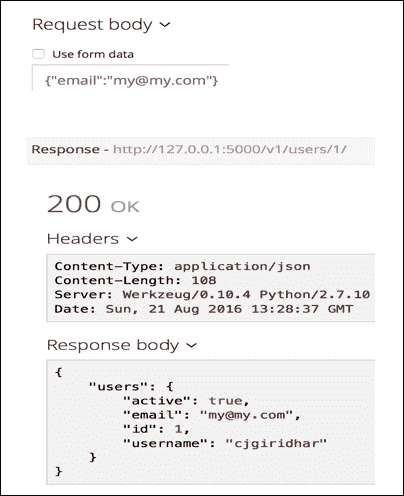 Request body
Use form data
{"email":"my@my.com"}
Response - http://127.0.0.1:5000/v1/users/1/
200 OK
Headers
Content-Type: application/json
Content-Length: 108
Server: Werkzeug/0.10.4 Python/2.7.10
Date: Sun, 21 Aug 2016 13:28:37 GMT
Response body
{
    "users": {
        "active": true,
        "email": "my@my.com",
        "id": 1,
        "username": "cjgiridhar"
    }
}